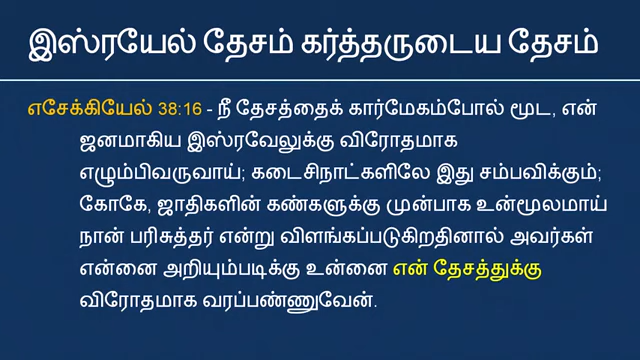 இஸ்ரயேல் தேசம் கர்த்தருடைய தேசம்
எசேக்கியேல் 38:16 - நீ தேசத்தைக் கார்மேகம்போல் மூட, என்
ஜனமாகிய இஸ்ரவேலுக்கு விரோதமாக
எழும்பிவருவாய்; கடைசிநாட்களிலே இது சம்பவிக்கும்;
கோகே, ஜாதிகளின் கண்களுக்கு முன்பாக உன்மூலமாய்
நான் பரிசுத்தர் என்று விளங்கப்படுகிறதினால் அவர்கள்
என்னை அறியும்படிக்கு உன்னை என் தேசத்துக்கு
விரோதமாக வரப்பண்ணுவேன்.